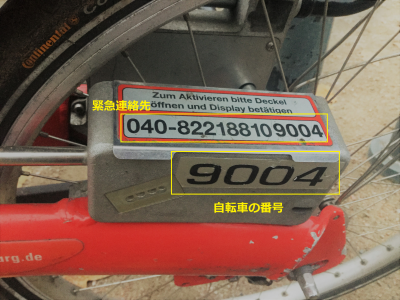 Continental
緊急連絡先
Zum Aktivieren bitte Deckel
öffnen und Display betätigen
040-822188109004
9004
自転車の番号
rg.de